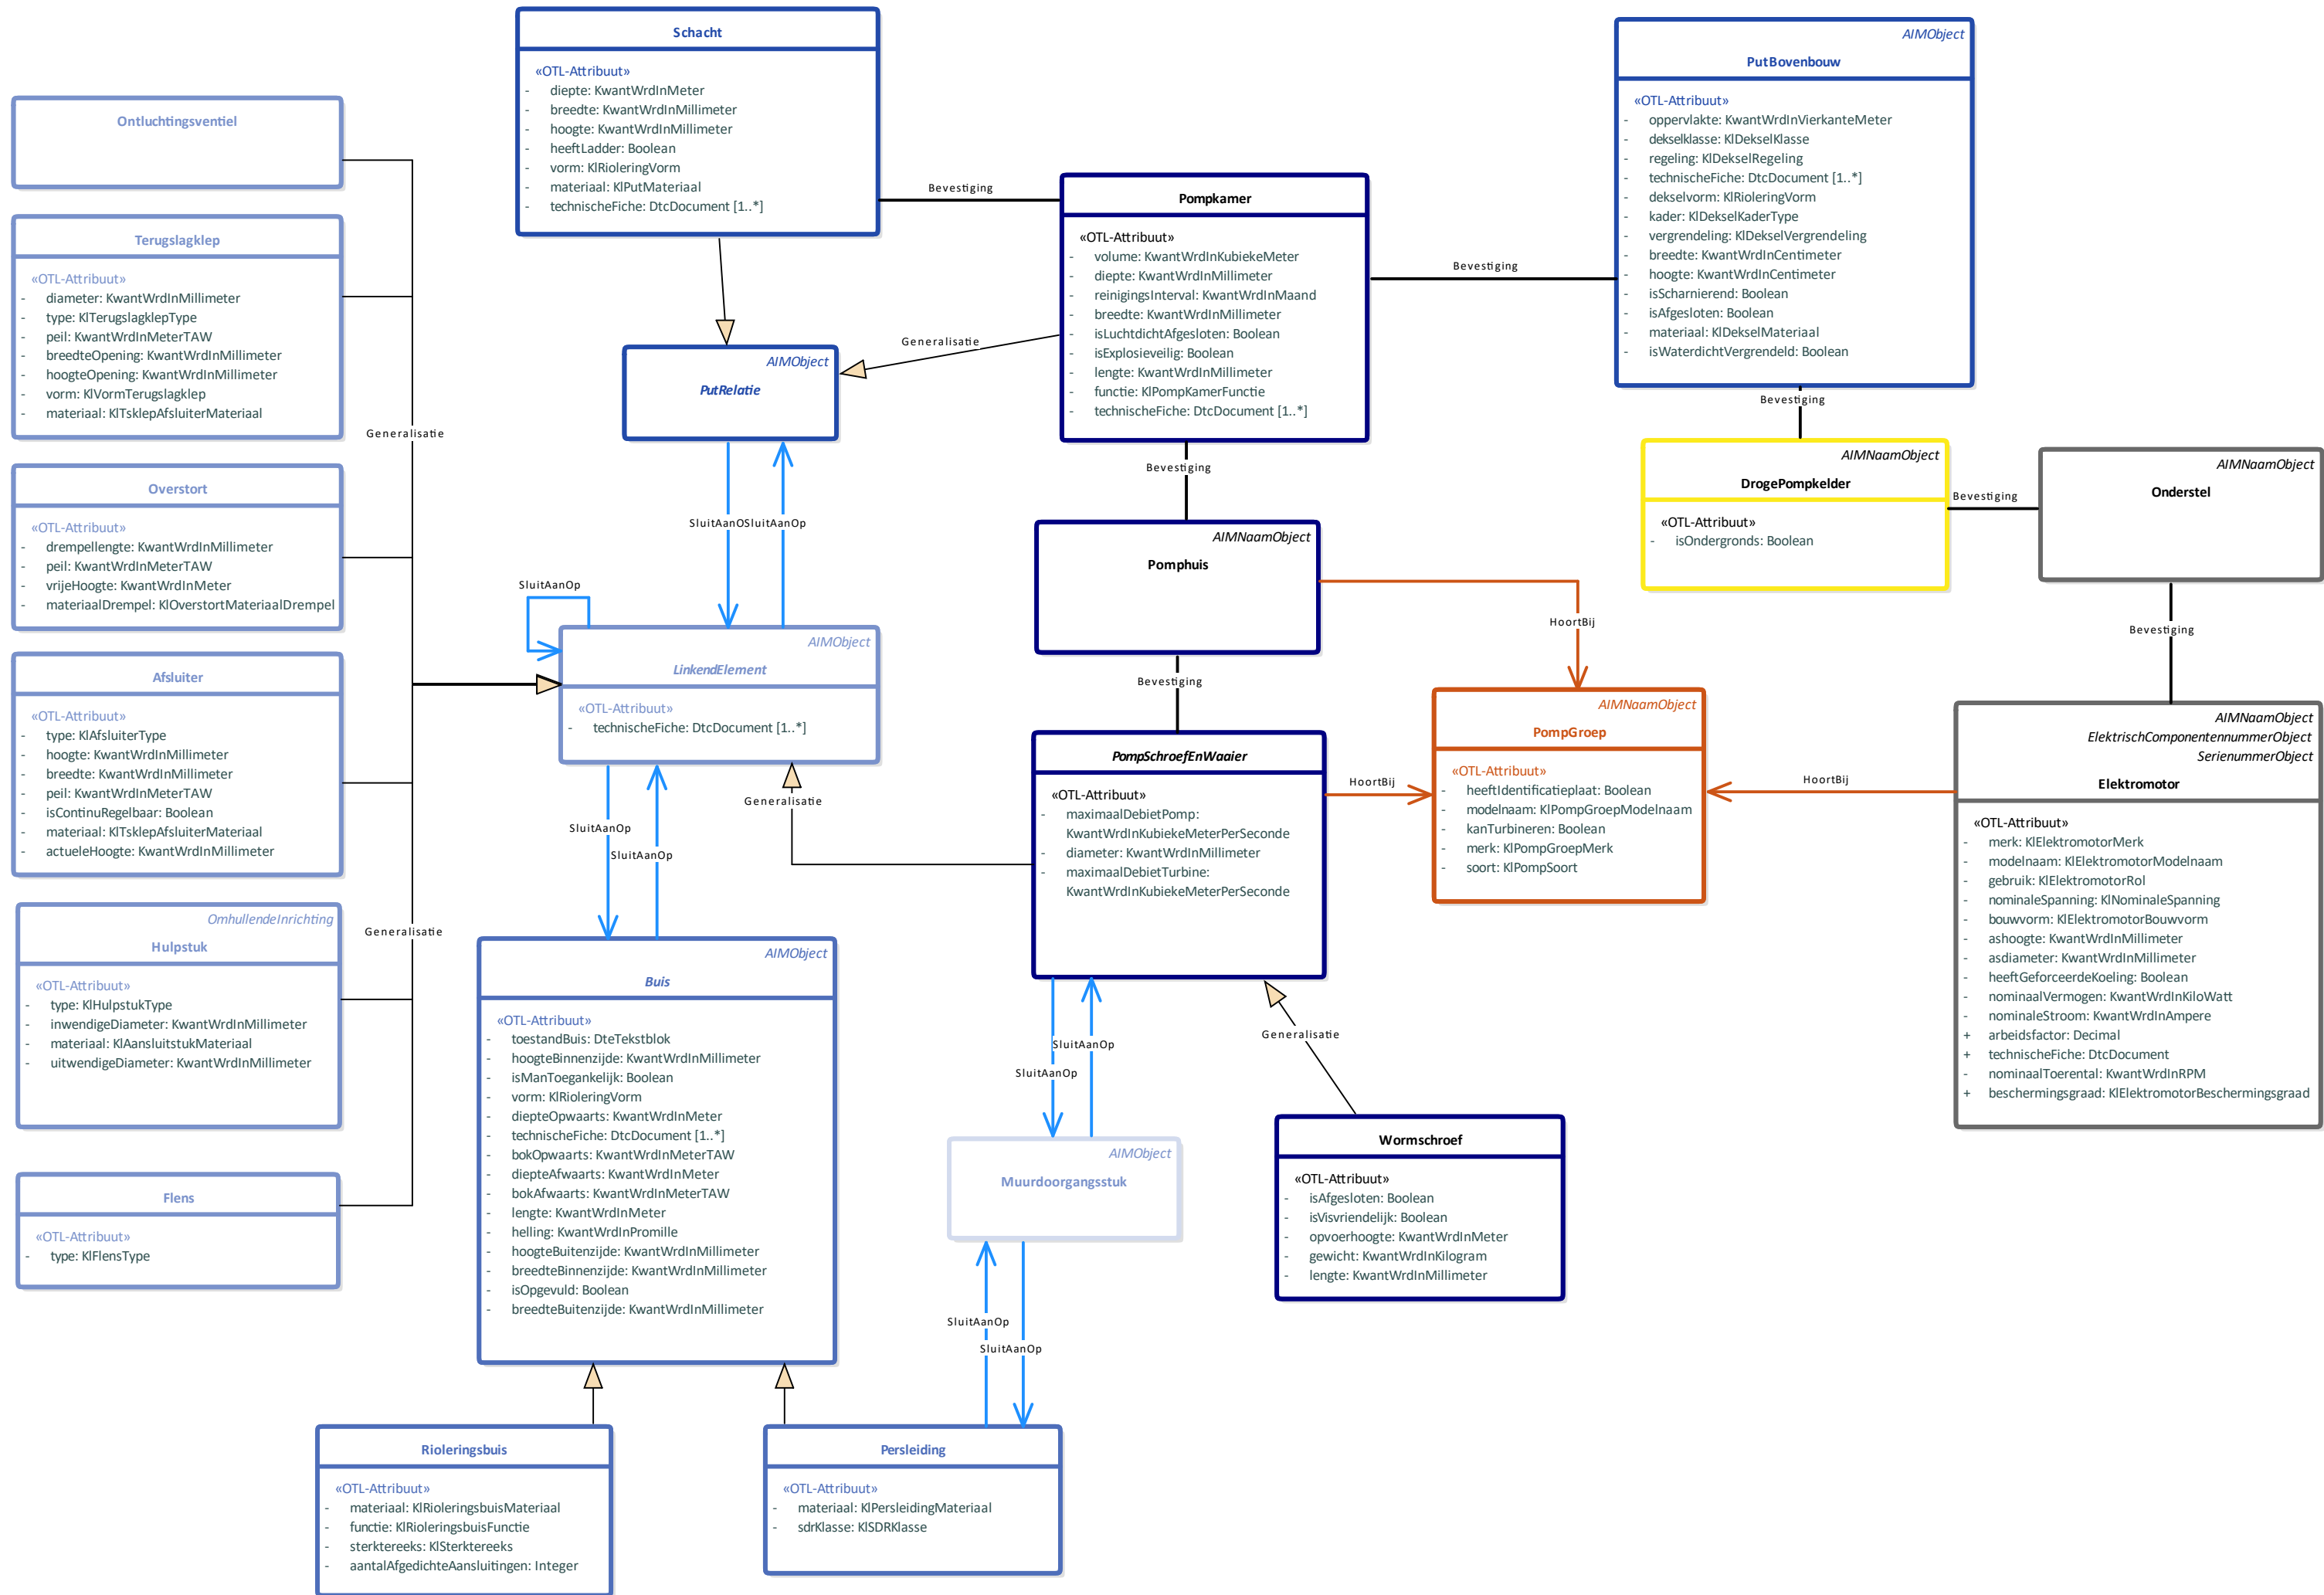 Schacht
«OTL-Attribuut»
- diepte: KwantWrdInMeter
- breedte: KwantWrdInMillimeter
- hoogte: KwantWrdInMillimeter
- heeftLadder: Boolean
- vorm: KlRioleringVorm
- materiaal: KlPutMateriaal
- technischeFiche: DtcDocument [1..*]
AIMObject
PutBovenbouw
«OTL-Attribuut»
- oppervlakte: KwantWrdInVierkanteMeter
- dekselklasse: KlDekselKlasse
- regeling: KlDekselRegeling
- technischeFiche: DtcDocument [1..*]
- dekselvorm: KlRioleringVorm
- kader: KlDekselKaderType
- vergrendeling: KlDekselVergrendeling
- breedte: KwantWrdInCentimeter
- hoogte: KwantWrdInCentimeter
- isScharnierend: Boolean
- isAfgesloten: Boolean
- materiaal: KlDekselMateriaal
- isWaterdichtVergrendeld: Boolean
Ontluchtingsventiel
Terugslagklep
«OTL-Attribuut»
- diameter: KwantWrdInMillimeter
- type: KlTerugslagklepType
- peil: KwantWrdInMeterTAW
- breedteOpening: KwantWrdInMillimeter
- hoogteOpening: KwantWrdInMillimeter
- vorm: KlVormTerugslagklep
- materiaal: KlTsklepAfsluiterMateriaal
Bevestiging
Pompkamer
«OTL-Attribuut»
- volume: KwantWrdInKubiekeMeter
- diepte: KwantWrdInMillimeter
- reinigingsInterval: KwantWrdInMaand
- breedte: KwantWrdInMillimeter
- isLuchtdichtAfgesloten: Boolean
- isExplosieveilig: Boolean
- lengte: KwantWrdInMillimeter
- functie: KlPompKamerFunctie
- technischeFiche: DtcDocument [1..*]
Bevestiging
Generalisatie
AIMObject
PutRelatie
Bevestiging
Generalisatie
Bevestiging
AIMNaamObject
DrogePompkelder
«OTL-Attribuut»
- isOndergronds: Boolean
Bevestiging
AIMNaamObject
Onderstel
Overstort
«OTL-Attribuut»
- drempellengte: KwantWrdInMillimeter
- peil: KwantWrdInMeterTAW
- vrijeHoogte: KwantWrdInMeter
- materiaalDrempel: KlOverstortMateriaalDrempel
SluitAanOSluitAanOp
AIMNaamObject
Pomphuis
SluitAanOp
HoortBij
Bevestiging
AIMObject
LinkendElement
«OTL-Attribuut»
- technischeFiche: DtcDocument [1..*]
Bevestiging
Afsluiter
«OTL-Attribuut»
- type: KlAfsluiterType
- hoogte: KwantWrdInMillimeter
- breedte: KwantWrdInMillimeter
- peil: KwantWrdInMeterTAW
- isContinuRegelbaar: Boolean
- materiaal: KlTsklepAfsluiterMateriaal
- actueleHoogte: KwantWrdInMillimeter
Generalisatie
PompSchroefEnWaaier
«OTL-Attribuut»
- maximaalDebietPomp:
KwantWrdInKubiekeMeterPerSeconde
- diameter: KwantWrdInMillimeter
- maximaalDebietTurbine:
KwantWrdInKubiekeMeterPerSeconde
HoortBij
AIMNaamObject
PompGroep
«OTL-Attribuut»
- heeftIdentificatieplaat: Boolean
- modelnaam: KlPompGroepModelnaam
- kanTurbineren: Boolean
- merk: KlPompGroepMerk
- soort: KlPompSoort
HoortBij
AIMNaamObject
ElektrischComponentennummerObject
SerienummerObject
Elektromotor
«OTL-Attribuut»
- merk: KlElektromotorMerk
- modelnaam: KlElektromotorModelnaam
- gebruik: KlElektromotorRol
- nominaleSpanning: KlNominaleSpanning
- bouwvorm: KlElektromotorBouwvorm
- ashoogte: KwantWrdInMillimeter
- asdiameter: KwantWrdInMillimeter
- heeftGeforceerdeKoeling: Boolean
- nominaalVermogen: KwantWrdInKiloWatt
- nominaleStroom: KwantWrdInAmpere
+ arbeidsfactor: Decimal
+ technischeFiche: DtcDocument
- nominaalToerental: KwantWrdInRPM
+ beschermingsgraad: KlElektromotorBeschermingsgraad
SluitAanOp
SluitAanOp
Generalisatie
OmhullendeInrichting
Hulpstuk
«OTL-Attribuut»
- type: KlHulpstukType
- inwendigeDiameter: KwantWrdInMillimeter
- materiaal: KlAansluitstukMateriaal
- uitwendigeDiameter: KwantWrdInMillimeter
AIMObject
Buis
«OTL-Attribuut»
- toestandBuis: DteTekstblok
- hoogteBinnenzijde: KwantWrdInMillimeter
- isManToegankelijk: Boolean
- vorm: KlRioleringVorm
- diepteOpwaarts: KwantWrdInMeter
- technischeFiche: DtcDocument [1..*]
- bokOpwaarts: KwantWrdInMeterTAW
- diepteAfwaarts: KwantWrdInMeter
- bokAfwaarts: KwantWrdInMeterTAW
- lengte: KwantWrdInMeter
- helling: KwantWrdInPromille
- hoogteBuitenzijde: KwantWrdInMillimeter
- breedteBinnenzijde: KwantWrdInMillimeter
- isOpgevuld: Boolean
- breedteBuitenzijde: KwantWrdInMillimeter
SluitAanOp
SluitAanOp
Generalisatie
AIMObject
Muurdoorgangsstuk
Wormschroef
«OTL-Attribuut»
- isAfgesloten: Boolean
- isVisvriendelijk: Boolean
- opvoerhoogte: KwantWrdInMeter
- gewicht: KwantWrdInKilogram
- lengte: KwantWrdInMillimeter
Flens
«OTL-Attribuut»
- type: KlFlensType
SluitAanOp
SluitAanOp
Rioleringsbuis
«OTL-Attribuut»
- materiaal: KlRioleringsbuisMateriaal
- functie: KlRioleringsbuisFunctie
- sterktereeks: KlSterktereeks
- aantalAfgedichteAansluitingen: Integer
Persleiding
«OTL-Attribuut»
- materiaal: KlPersleidingMateriaal
- sdrKlasse: KlSDRKlasse